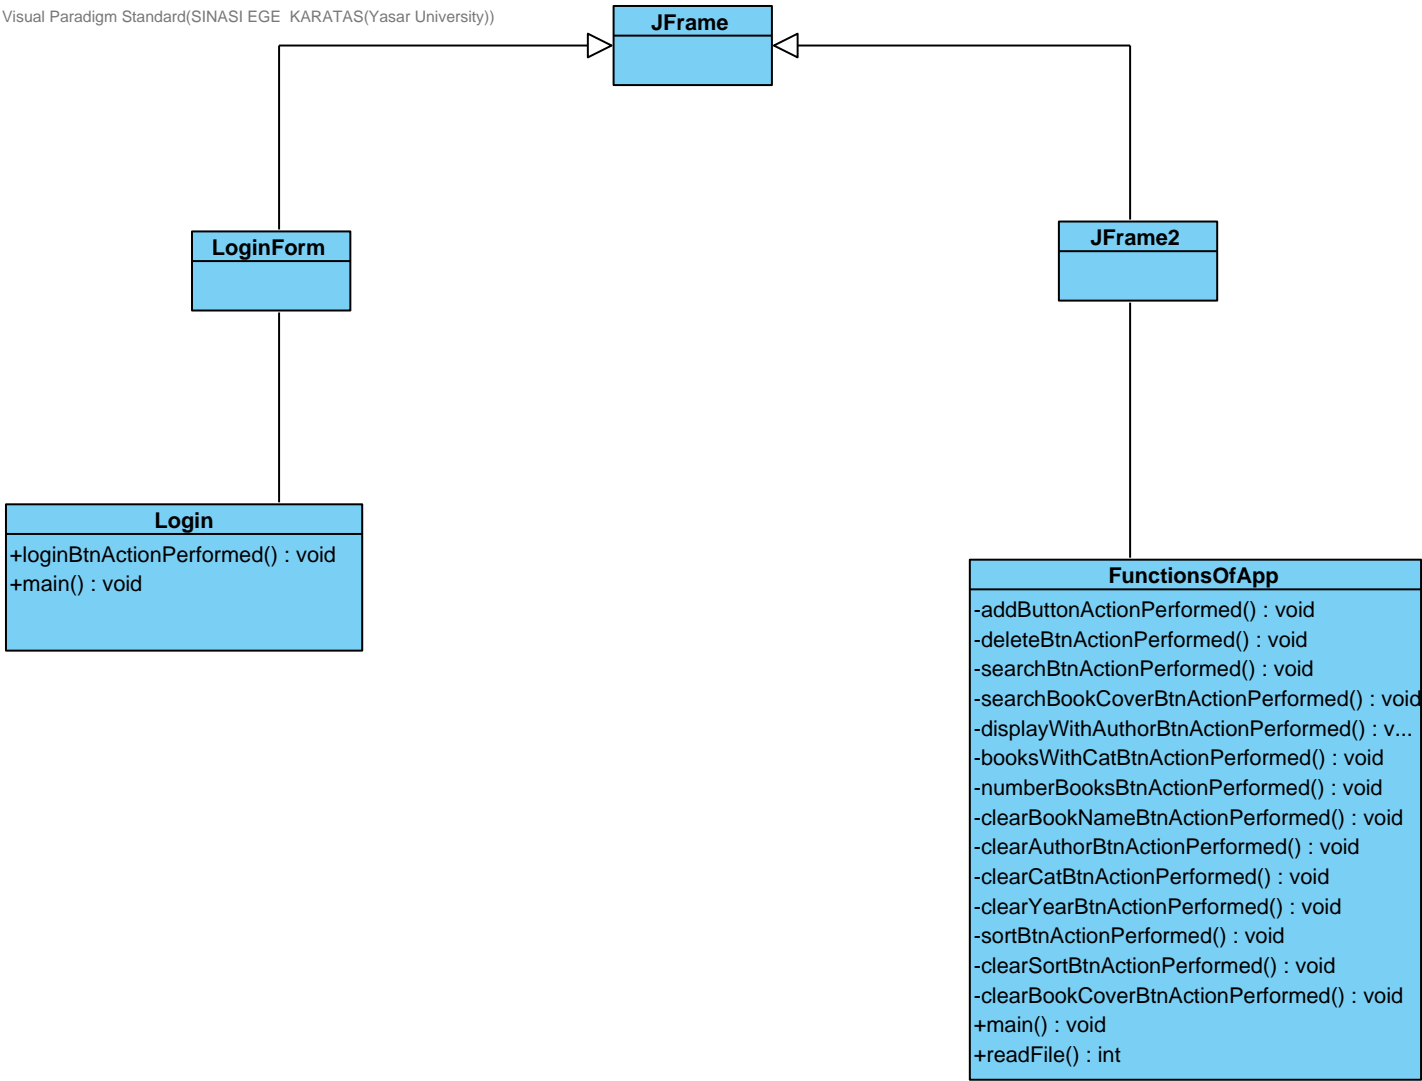 Visual Paradigm Standard(SINASI EGE KARATAS(Yasar University))
JFrame
LoginForm
JFrame2
Login
+loginBtnActionPerformed() : void
+main() : void
FunctionsOfApp
-addButtonActionPerformed() : void
-deleteBtnActionPerformed() : void
-searchBtnActionPerformed() : void
-searchBookCoverBtnActionPerformed() : void
-displayWithAuthorBtnActionPerformed() : v...
-booksWithCatBtnActionPerformed() : void
-numberBooksBtnActionPerformed() : void
-clearBookNameBtnActionPerformed() : void
-clearAuthorBtnActionPerformed() : void
-clearCatBtnActionPerformed() : void
-clearYearBtnActionPerformed() : void
-sortBtnActionPerformed() : void
-clearSortBtnActionPerformed() : void
-clearBookCoverBtnActionPerformed() : void
+main() : void
+readFile() : int